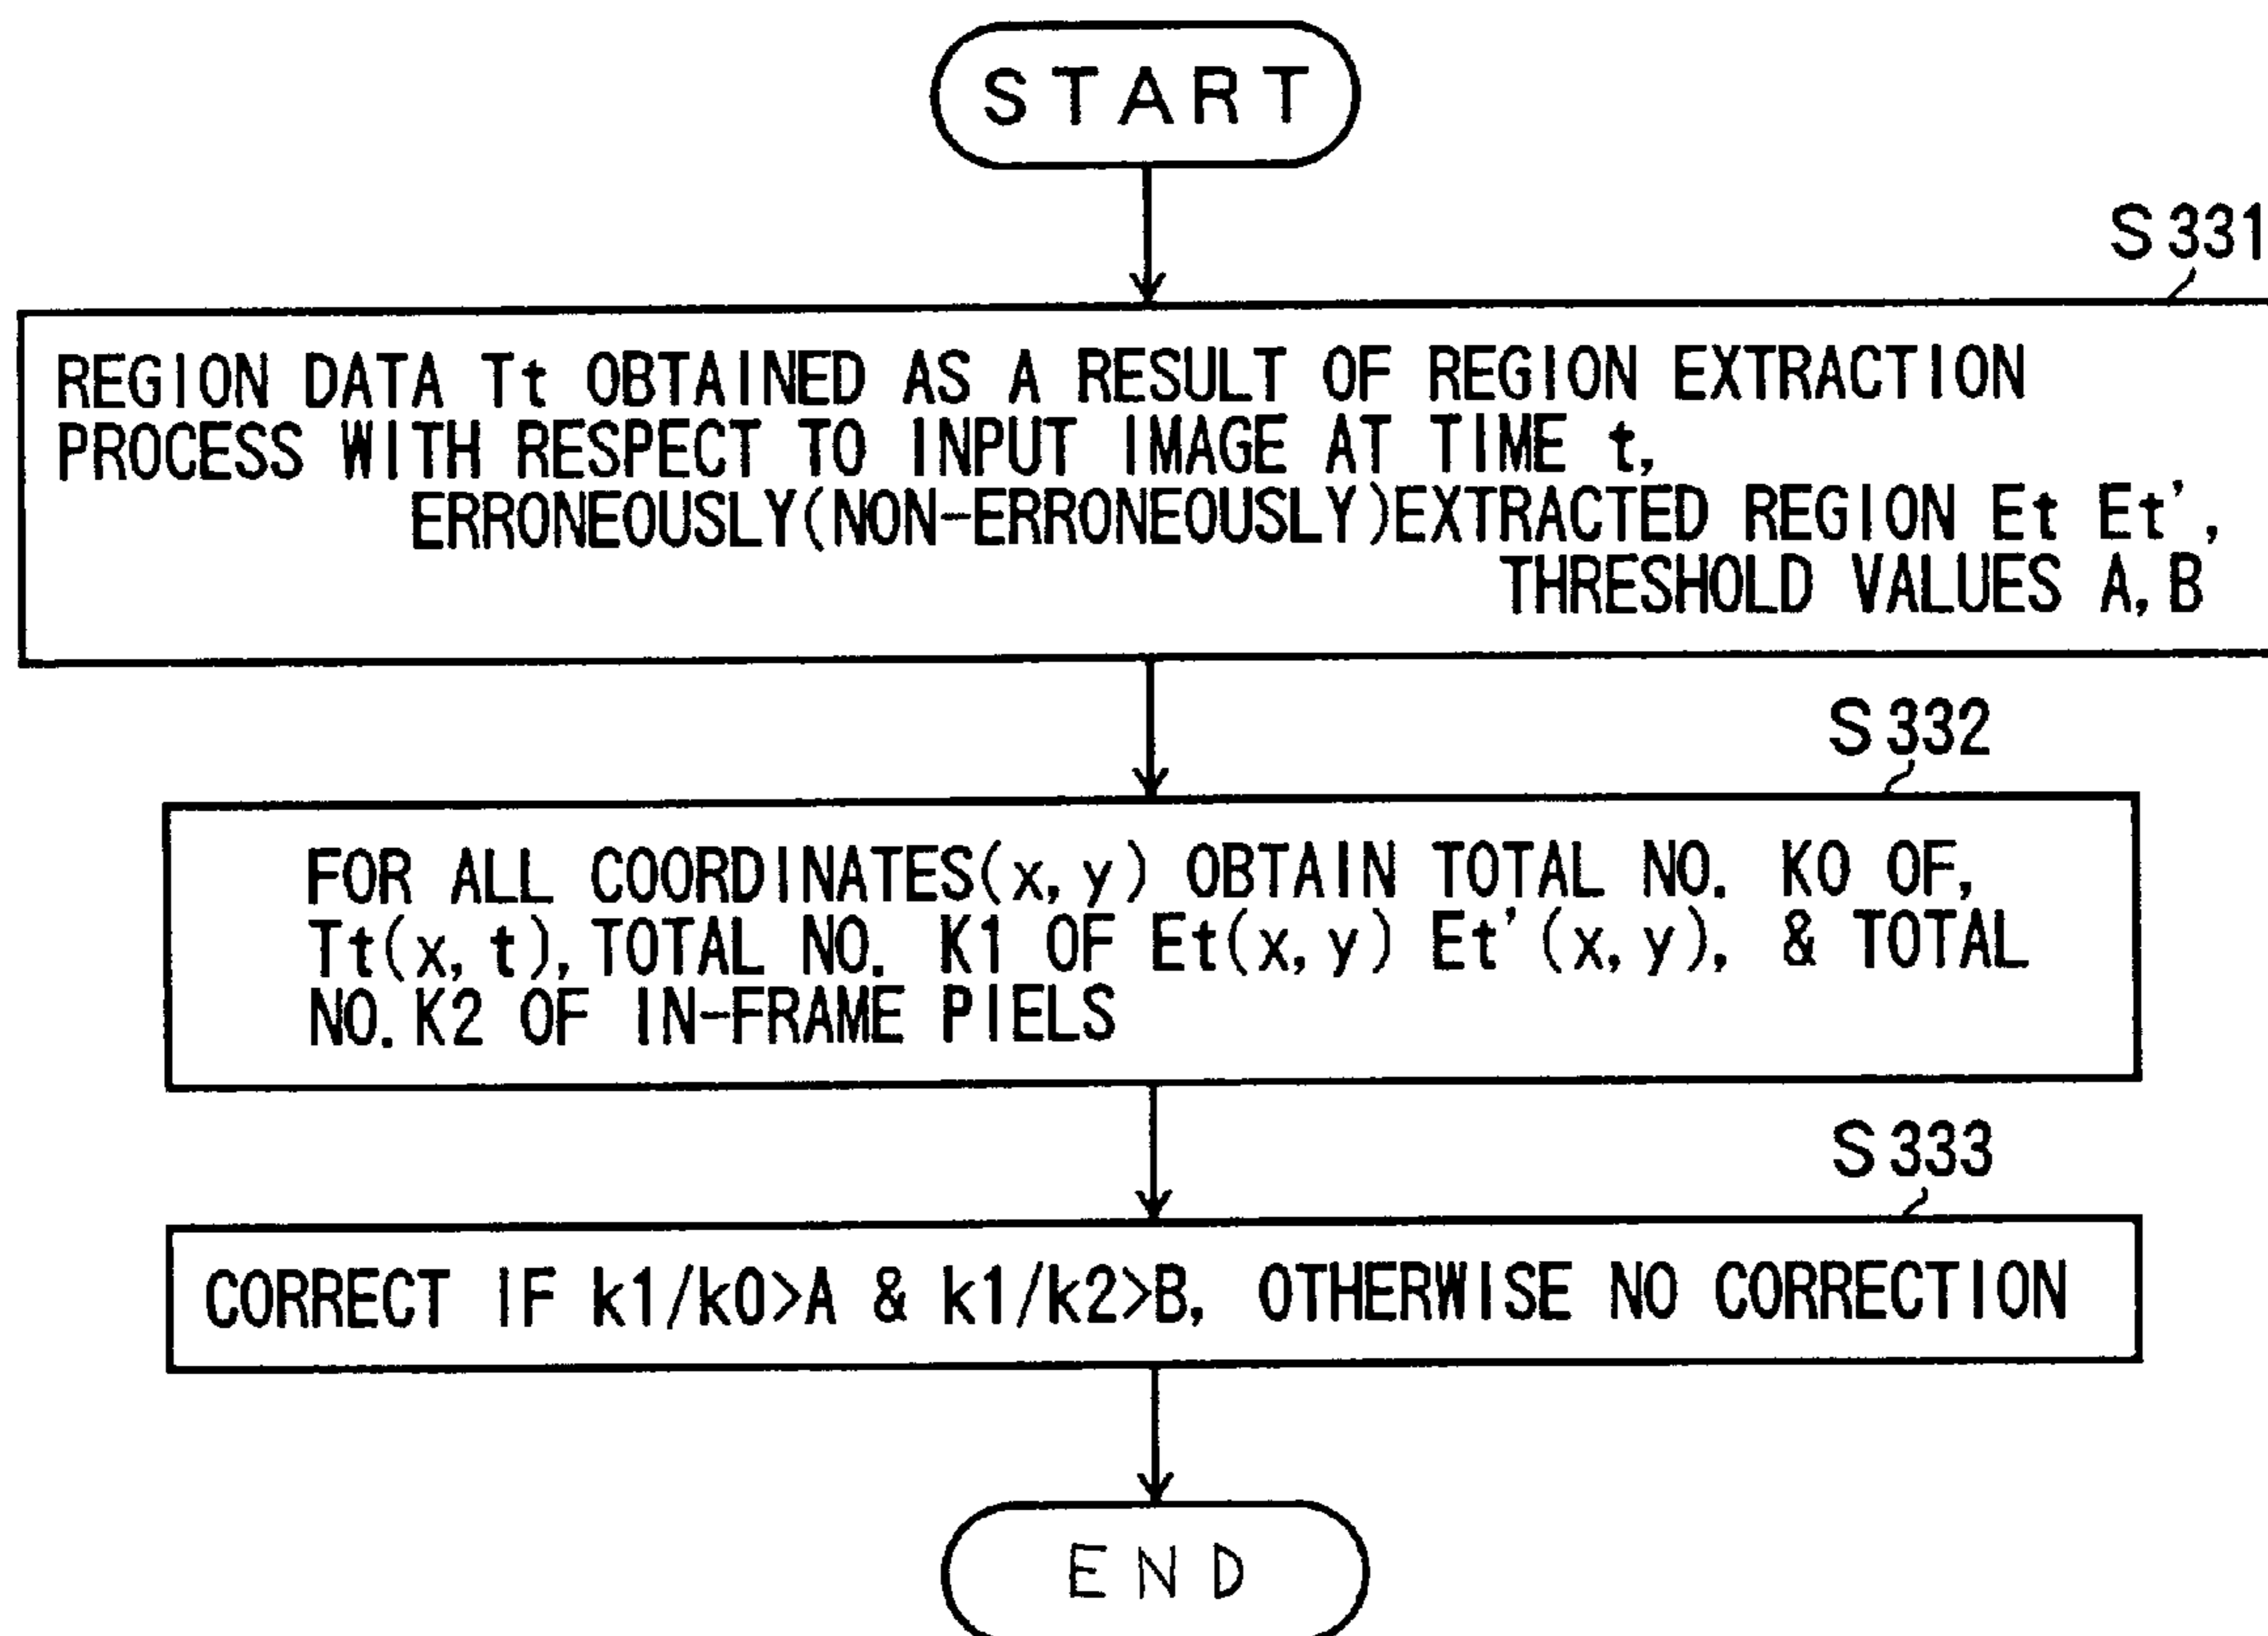 START
S331
REGION DATA Tt OBTAINED AS A RESULT OF REGION EXTRACTION
PROCESS WITH RESPECT TO INPUT IMAGE AT TIME t,
ERRONEOUSLY(NON-ERRONEOUSLY)EXTRACTED REGION Et Et',
THRESHOLD VALUES A,B
S332
FOR ALL COORDINATES(x,y) OBTAIN TOTAL NO. K0 OF,
Tt(x,t), TOTAL NO. K1 OF Et(x,y) Et'(x,y), & TOTAL
NO.K2 OF IN-FRAME PIELS
S333
CORRECT IF k1/k0>A & k1/k2>B, OTHERWISE NO CORRECTION
END